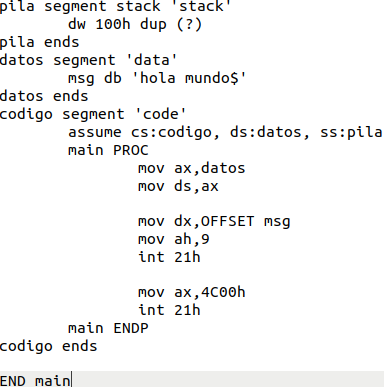 pila segment stack 'stack'
dw 100h dup (?)
pila ends
datos segment 'data'
msg db 'hola mundo$'
datos ends
codigo segment 'code'
assume cs:codigo, ds:datos, ss:pila
main PROC
mov ax,datos
mov ds,ax
mov dx,OFFSET msg
mov ah,9
int 21h
mov ax,4C00h
int 21h
main ENDP
codigo ends
END main